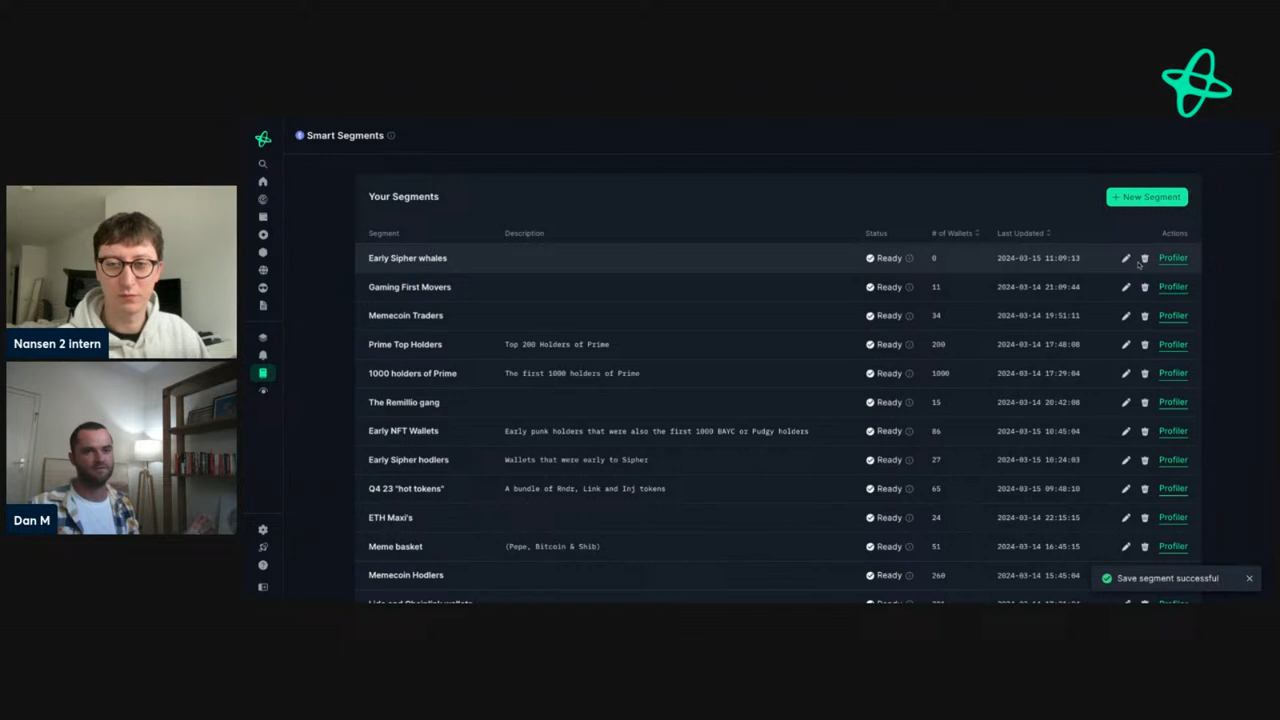 Smart Segments
Your Segments
+ New Segment
Segment Description Status # of Wallets Last Updated Actions
Early Sipher whales Ready 0 2024-03-15 11:09:13 Profiler
Gaming First Movers Ready 11 2024-03-14 21:09:44 Profiler
Memecoin Traders Ready 34 2024-03-14 19:51:11 Profiler
Prime Top Holders Top 200 Holders of Prime Ready 200 2024-03-14 17:48:08 Profiler
1000 holders of Prime The first 1000 holders of Prime Ready 1000 2024-03-14 17:29:04 Profiler
The Remillio gang Ready 15 2024-03-14 20:42:08 Profiler
Early NFT Wallets Early punk holders that were also the first 1000 BAYC or Pudgy holders Ready 86 2024-03-15 10:45:04 Profiler
Early Sipher hodlers Wallets that were early to Sipher Ready 27 2024-03-15 10:24:03 Profiler
Q4 23 "hot tokens" A bundle of Rndr, Link and Inj tokens Ready 65 2024-03-15 09:48:10 Profiler
ETH Maxi's Ready 24 2024-03-14 22:15:15 Profiler
Meme basket (Pepe, Bitcoin & Shib) Ready 51 2024-03-14 16:45:15 Profiler
Memecoin Hodlers Ready 260 2024-03-14 15:45:04
Save segment successful
Nansen 2 Intern
Dan M